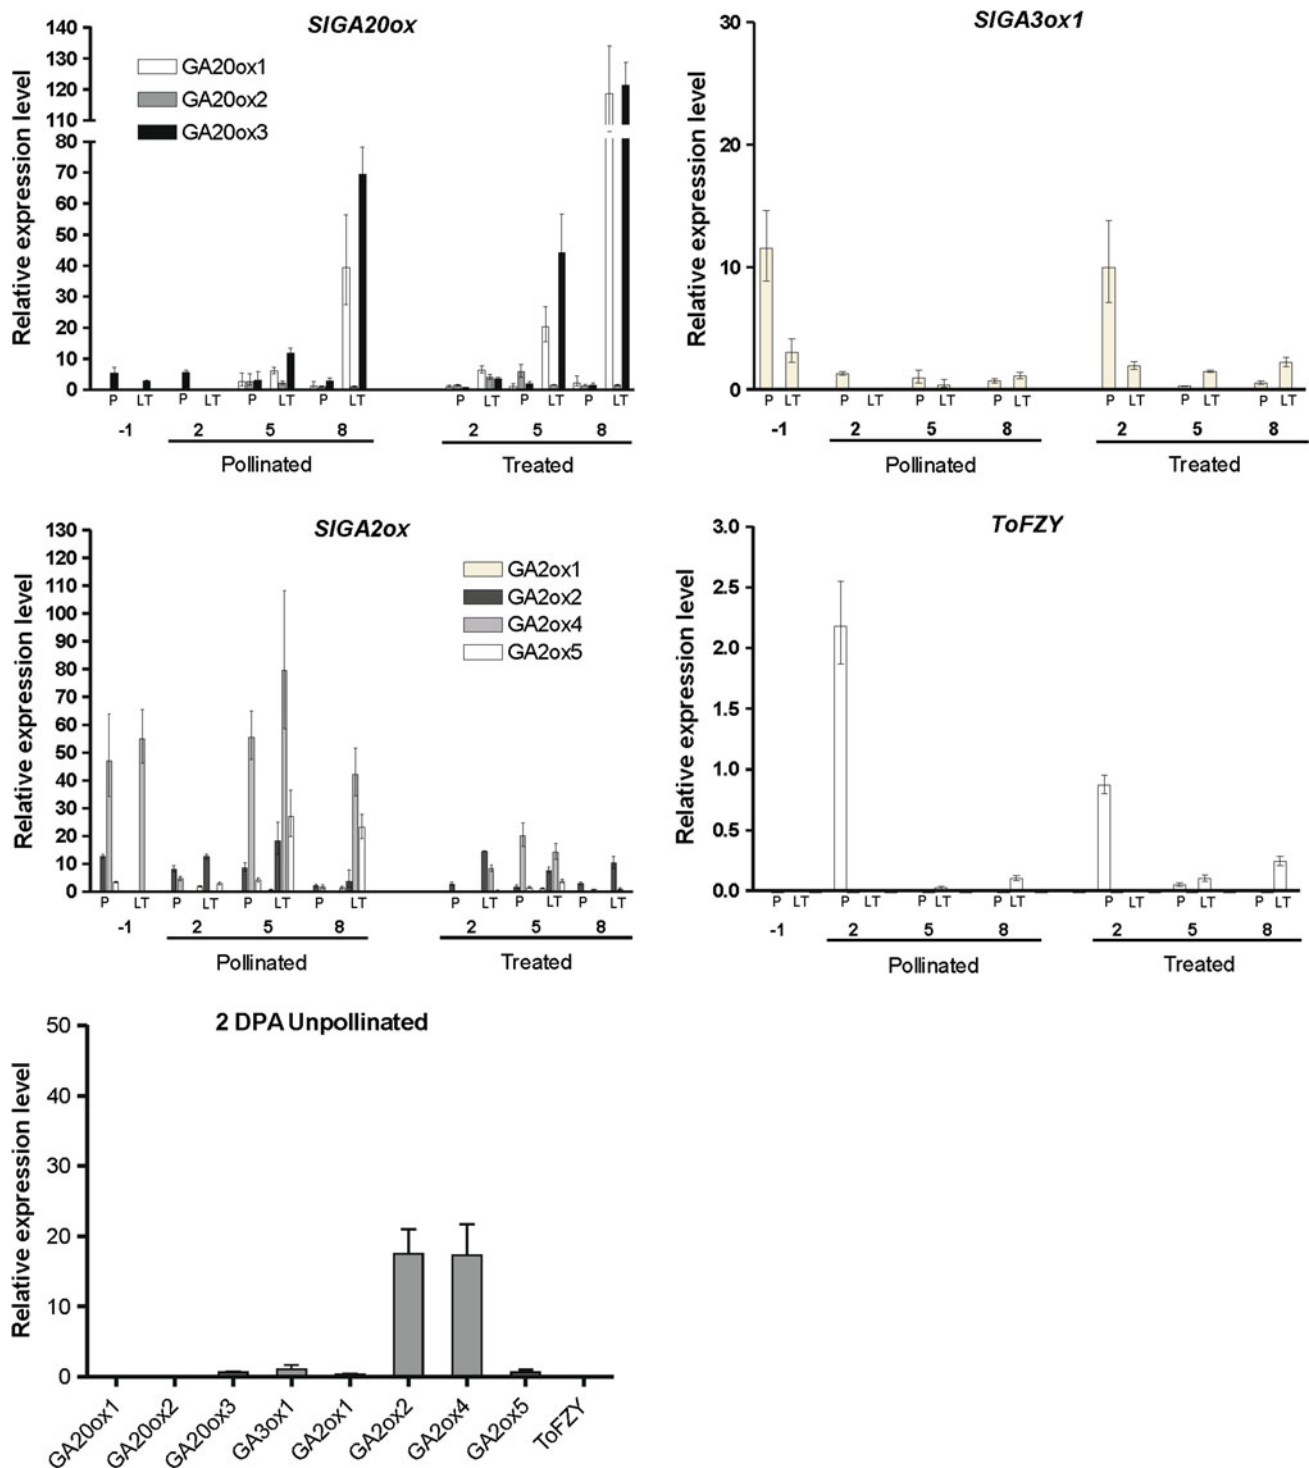 SlGA20ox
Relative expression level
140
130
120
110
80
70
60
50
40
30
20
10
0
GA20ox1
GA20ox2
GA20ox3
P LT P LT P LT P LT P LT P LT P LT
-1 2 5 8 2 5 8
Pollinated Treated
SlGA3ox1
Relative expression level
30
20
10
0
P LT P LT P LT P LT P LT P LT P LT
-1 2 5 8 2 5 8
Pollinated Treated
SlGA2ox
Relative expression level
130
120
110
100
90
80
70
60
50
40
30
20
10
0
GA2ox1
GA2ox2
GA2ox4
GA2ox5
P LT P LT P LT P LT P LT P LT P LT
-1 2 5 8 2 5 8
Pollinated Treated
ToFZY
Relative expression level
3.0
2.5
2.0
1.5
1.0
0.5
0.0
P LT P LT P LT P LT P LT P LT P LT
-1 2 5 8 2 5 8
Pollinated Treated
2 DPA Unpollinated
Relative expression level
50
40
30
20
10
0
GA20ox1
GA20ox2
GA20ox3
GA3ox1
GA2ox1
GA2ox2
GA2ox4
GA2ox5
ToFZY